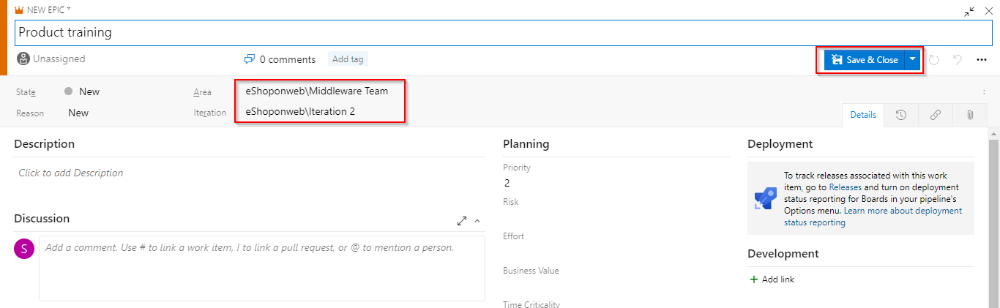 NEW EPIC *
Product training
Unassigned
0 comments
Add tag
Save & Close
State
New
Area
eShoponweb\Middleware Team
Reason
New
Iteration
eShoponweb\Iteration 2
Details
Description
Click to add Description
Discussion
S
Add a comment. Use # to link a work item, ! to link a pull request, or @ to mention a person.
Planning
Priority
2
Risk
Effort
Business Value
Time Criticality
Deployment
To track releases associated with this work
item, go to Releases and turn on deployment
status reporting for Boards in your pipeline's
Options menu. Learn more about deployment
status reporting
Development
+ Add link